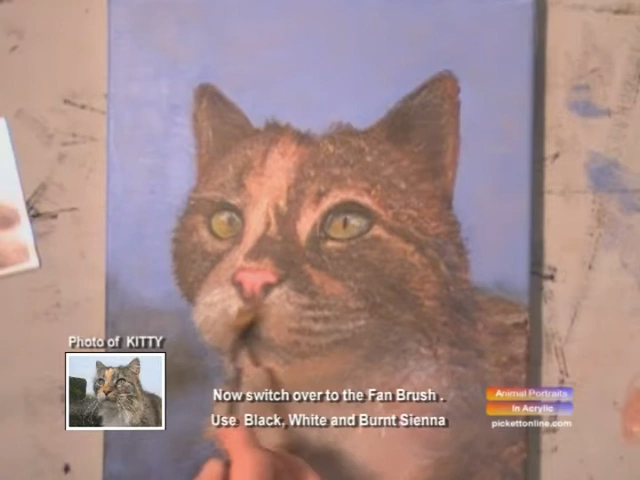 Photo of KITTY
Now switch over to the Fan Brush .
Use Black, White and Burnt Sienna
Animal Portraits
In Acrylic
pickettonline.com